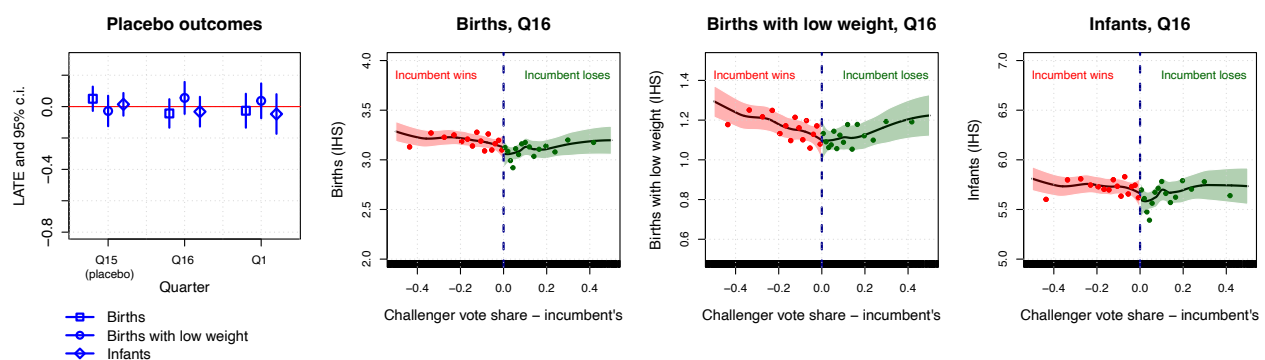 Placebo outcomes
LATE and 95% c.i.
0.0
−0.4
−0.8
Q15
(placebo)
Q16
Q1
Quarter
Births
Births with low weight
Infants
Births, Q16
Incumbent wins
Incumbent loses
Births (IHS)
4.0
3.5
3.0
2.5
2.0
−0.4 −0.2 0.0 0.2 0.4
Challenger vote share − incumbent's
Births with low weight, Q16
Incumbent wins
Incumbent loses
Births with low weight (IHS)
1.4
1.2
1.0
0.8
0.6
−0.4 −0.2 0.0 0.2 0.4
Challenger vote share − incumbent's
Infants, Q16
Incumbent wins
Incumbent loses
Infants (IHS)
7.0
6.5
6.0
5.5
5.0
−0.4 −0.2 0.0 0.2 0.4
Challenger vote share − incumbent's